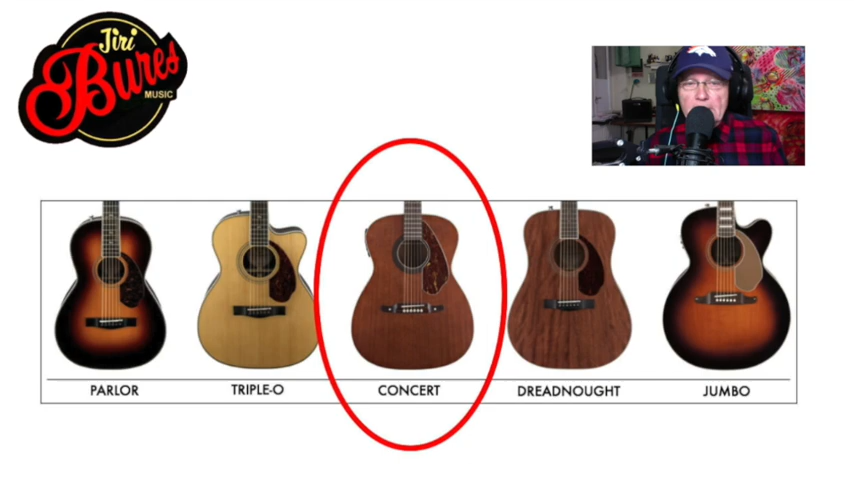 Jiri
Bures
MUSIC
PARLOR
TRIPLE-O
CONCERT
DREADNOUGHT
JUMBO